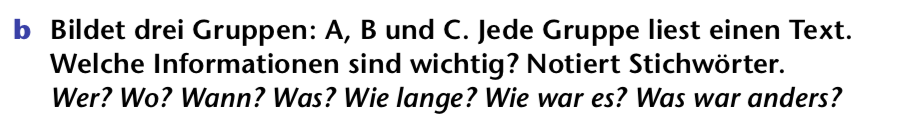 b Bildet drei Gruppen: A, B und C. Jede Gruppe liest einen Text.
Welche Informationen sind wichtig? Notiert Stichwörter.
Wer? Wo? Wann? Was? Wie lange? Wie war es? Was war anders?